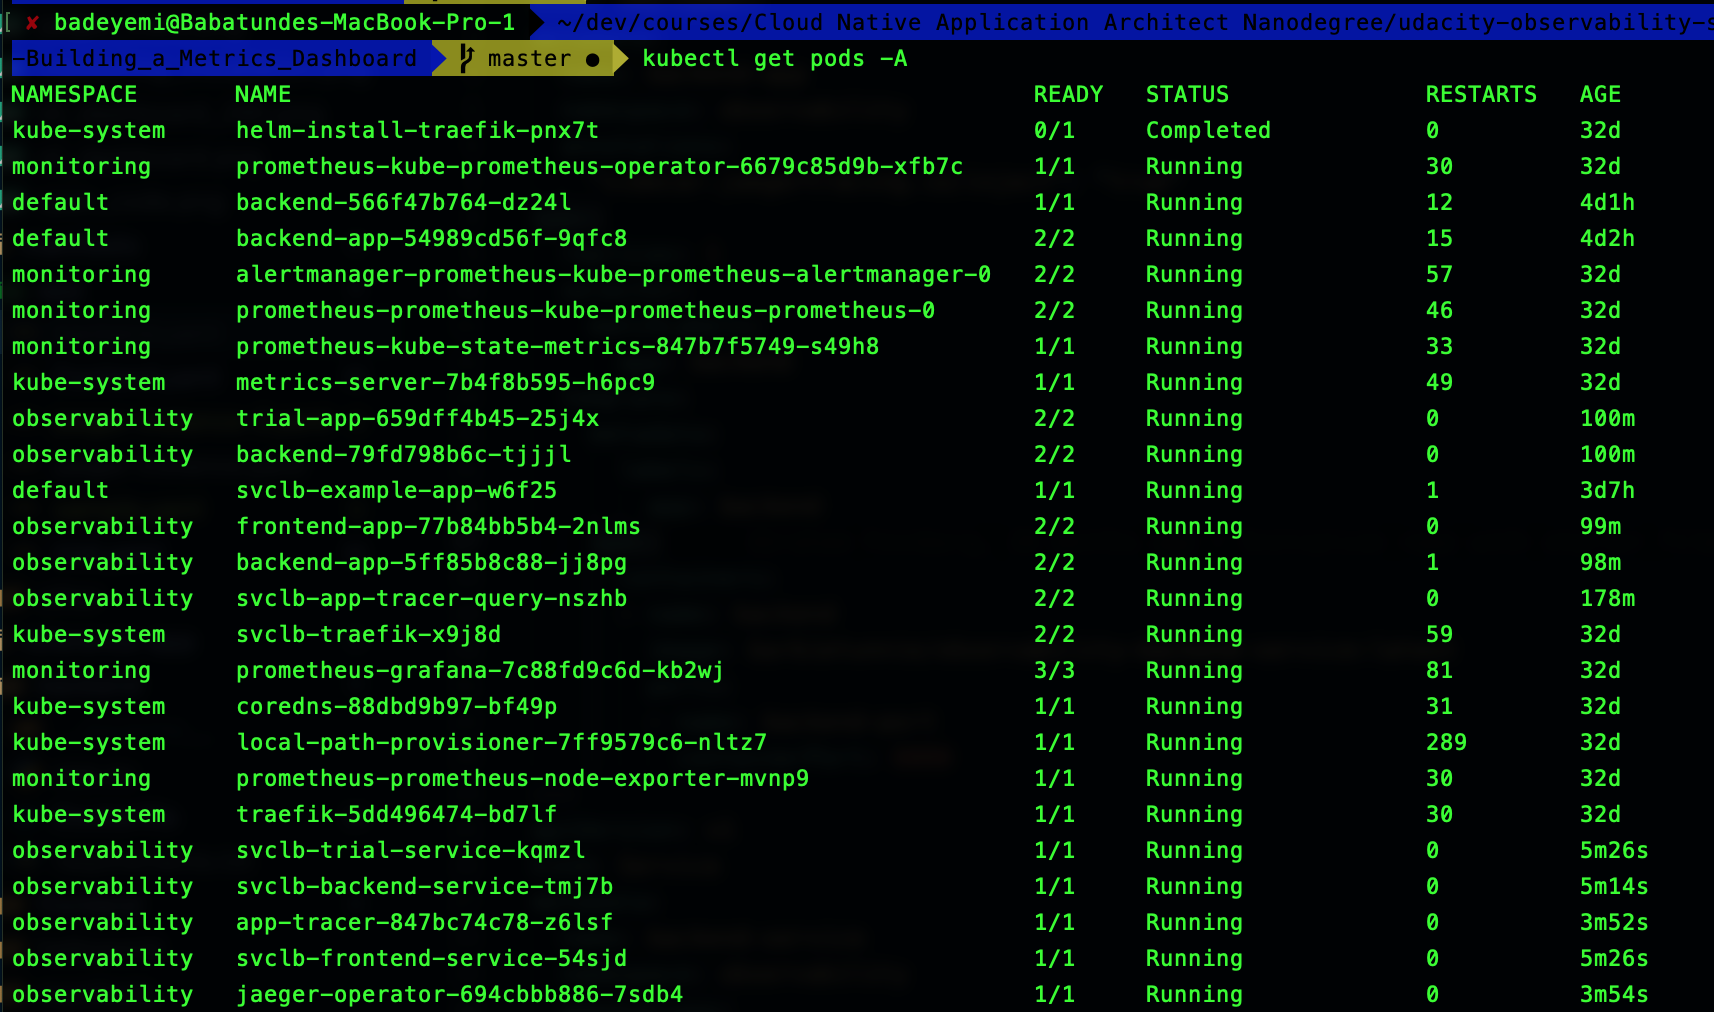 ✘ badeyemi@Babatundes-MacBook-Pro-1 ~/dev/courses/Cloud Native Application Architect Nanodegree/udacity-observability-s
-Building_a_Metrics_Dashboard master ● kubectl get pods -A
NAMESPACE NAME READY STATUS RESTARTS AGE
kube-system helm-install-traefik-pnx7t 0/1 Completed 0 32d
monitoring prometheus-kube-prometheus-operator-6679c85d9b-xfb7c 1/1 Running 30 32d
default backend-566f47b764-dz24l 1/1 Running 12 4d1h
default backend-app-54989cd56f-9qfc8 2/2 Running 15 4d2h
monitoring alertmanager-prometheus-kube-prometheus-alertmanager-0 2/2 Running 57 32d
monitoring prometheus-prometheus-kube-prometheus-prometheus-0 2/2 Running 46 32d
monitoring prometheus-kube-state-metrics-847b7f5749-s49h8 1/1 Running 33 32d
kube-system metrics-server-7b4f8b595-h6pc9 1/1 Running 49 32d
observability trial-app-659dff4b45-25j4x 2/2 Running 0 100m
observability backend-79fd798b6c-tjjjl 2/2 Running 0 100m
default svclb-example-app-w6f25 1/1 Running 1 3d7h
observability frontend-app-77b84bb5b4-2nlms 2/2 Running 0 99m
observability backend-app-5ff85b8c88-jj8pg 2/2 Running 1 98m
observability svclb-app-tracer-query-nszhb 2/2 Running 0 178m
kube-system svclb-traefik-x9j8d 2/2 Running 59 32d
monitoring prometheus-grafana-7c88fd9c6d-kb2wj 3/3 Running 81 32d
kube-system coredns-88dbd9b97-bf49p 1/1 Running 31 32d
kube-system local-path-provisioner-7ff9579c6-nltz7 1/1 Running 289 32d
monitoring prometheus-prometheus-node-exporter-mvnp9 1/1 Running 30 32d
kube-system traefik-5dd496474-bd7lf 1/1 Running 30 32d
observability svclb-trial-service-kqmzl 1/1 Running 0 5m26s
observability svclb-backend-service-tmj7b 1/1 Running 0 5m14s
observability app-tracer-847bc74c78-z6lsf 1/1 Running 0 3m52s
observability svclb-frontend-service-54sjd 1/1 Running 0 5m26s
observability jaeger-operator-694cbbb886-7sdb4 1/1 Running 0 3m54s